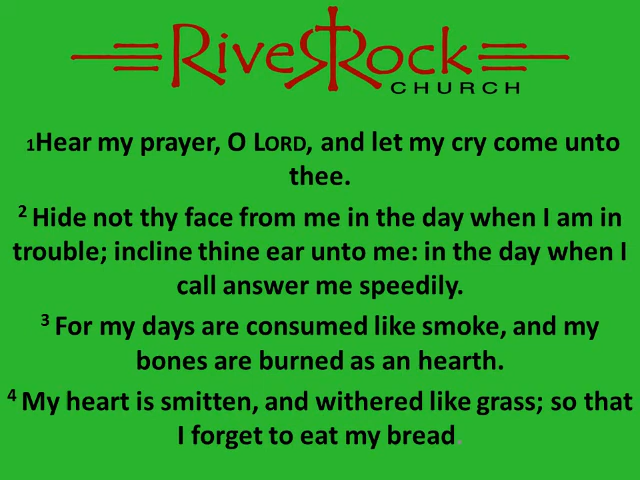 RiverRock
CHURCH
1Hear my prayer, O LORD, and let my cry come unto
thee.
2 Hide not thy face from me in the day when I am in
trouble; incline thine ear unto me: in the day when I
call answer me speedily.
3 For my days are consumed like smoke, and my
bones are burned as an hearth.
4 My heart is smitten, and withered like grass; so that
I forget to eat my bread.